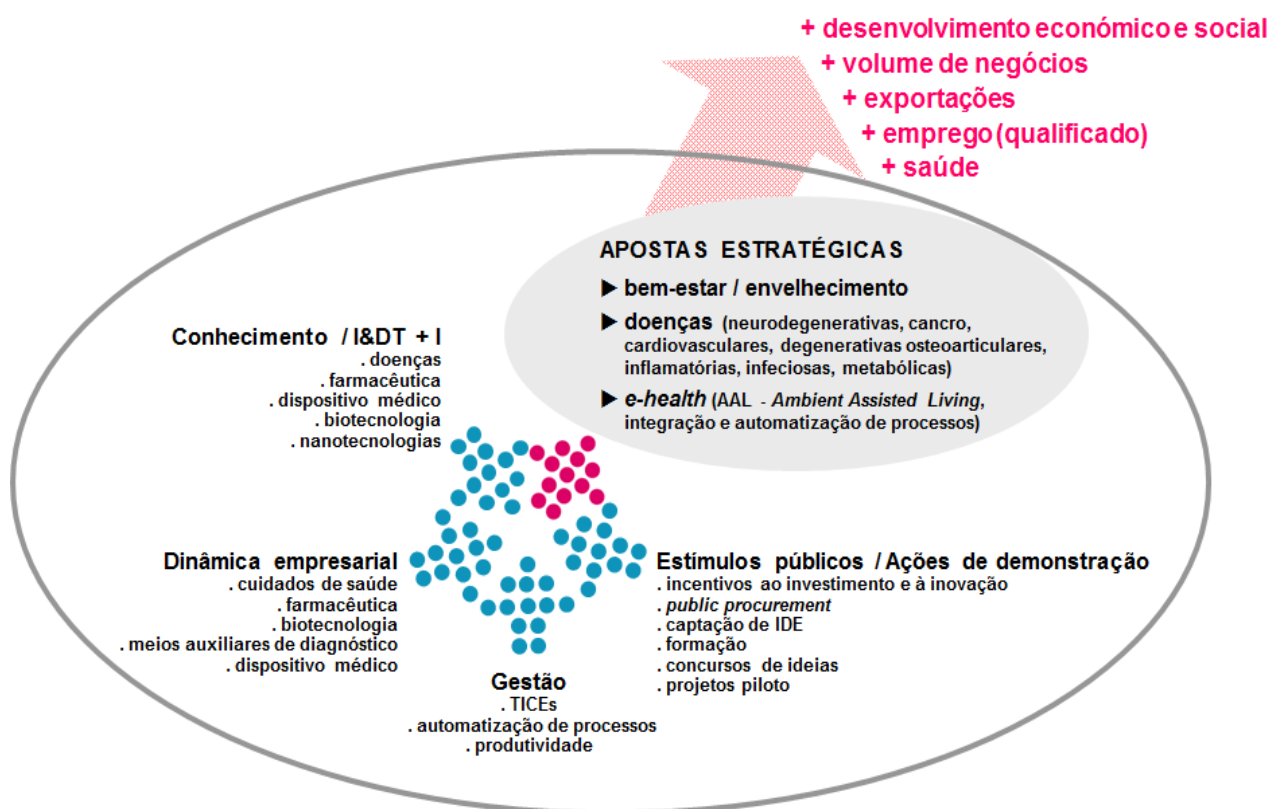 + desenvolvimento económico e social
+ volume de negócios
+ exportações
+ emprego (qualificado)
+ saúde
APOSTAS ESTRATÉGICAS
▶ bem-estar / envelhecimento
▶ doenças (neurodegenerativas, cancro,
cardiovasculares, degenerativas osteoarticulares,
inflamatórias, infeciosas, metabólicas)
▶ e-health (AAL - Ambient Assisted Living,
integração e automatização de processos)
Conhecimento / I&DT + I
. doenças
. farmacêutica
. dispositivo médico
. biotecnologia
. nanotecnologias
Dinâmica empresarial
. cuidados de saúde
. farmacêutica
. biotecnologia
. meios auxiliares de diagnóstico
. dispositivo médico
Estímulos públicos / Ações de demonstração
. incentivos ao investimento e à inovação
. public procurement
. captação de IDE
. formação
. concursos de ideias
. projetos piloto
Gestão
. TICEs
. automatização de processos
. produtividade